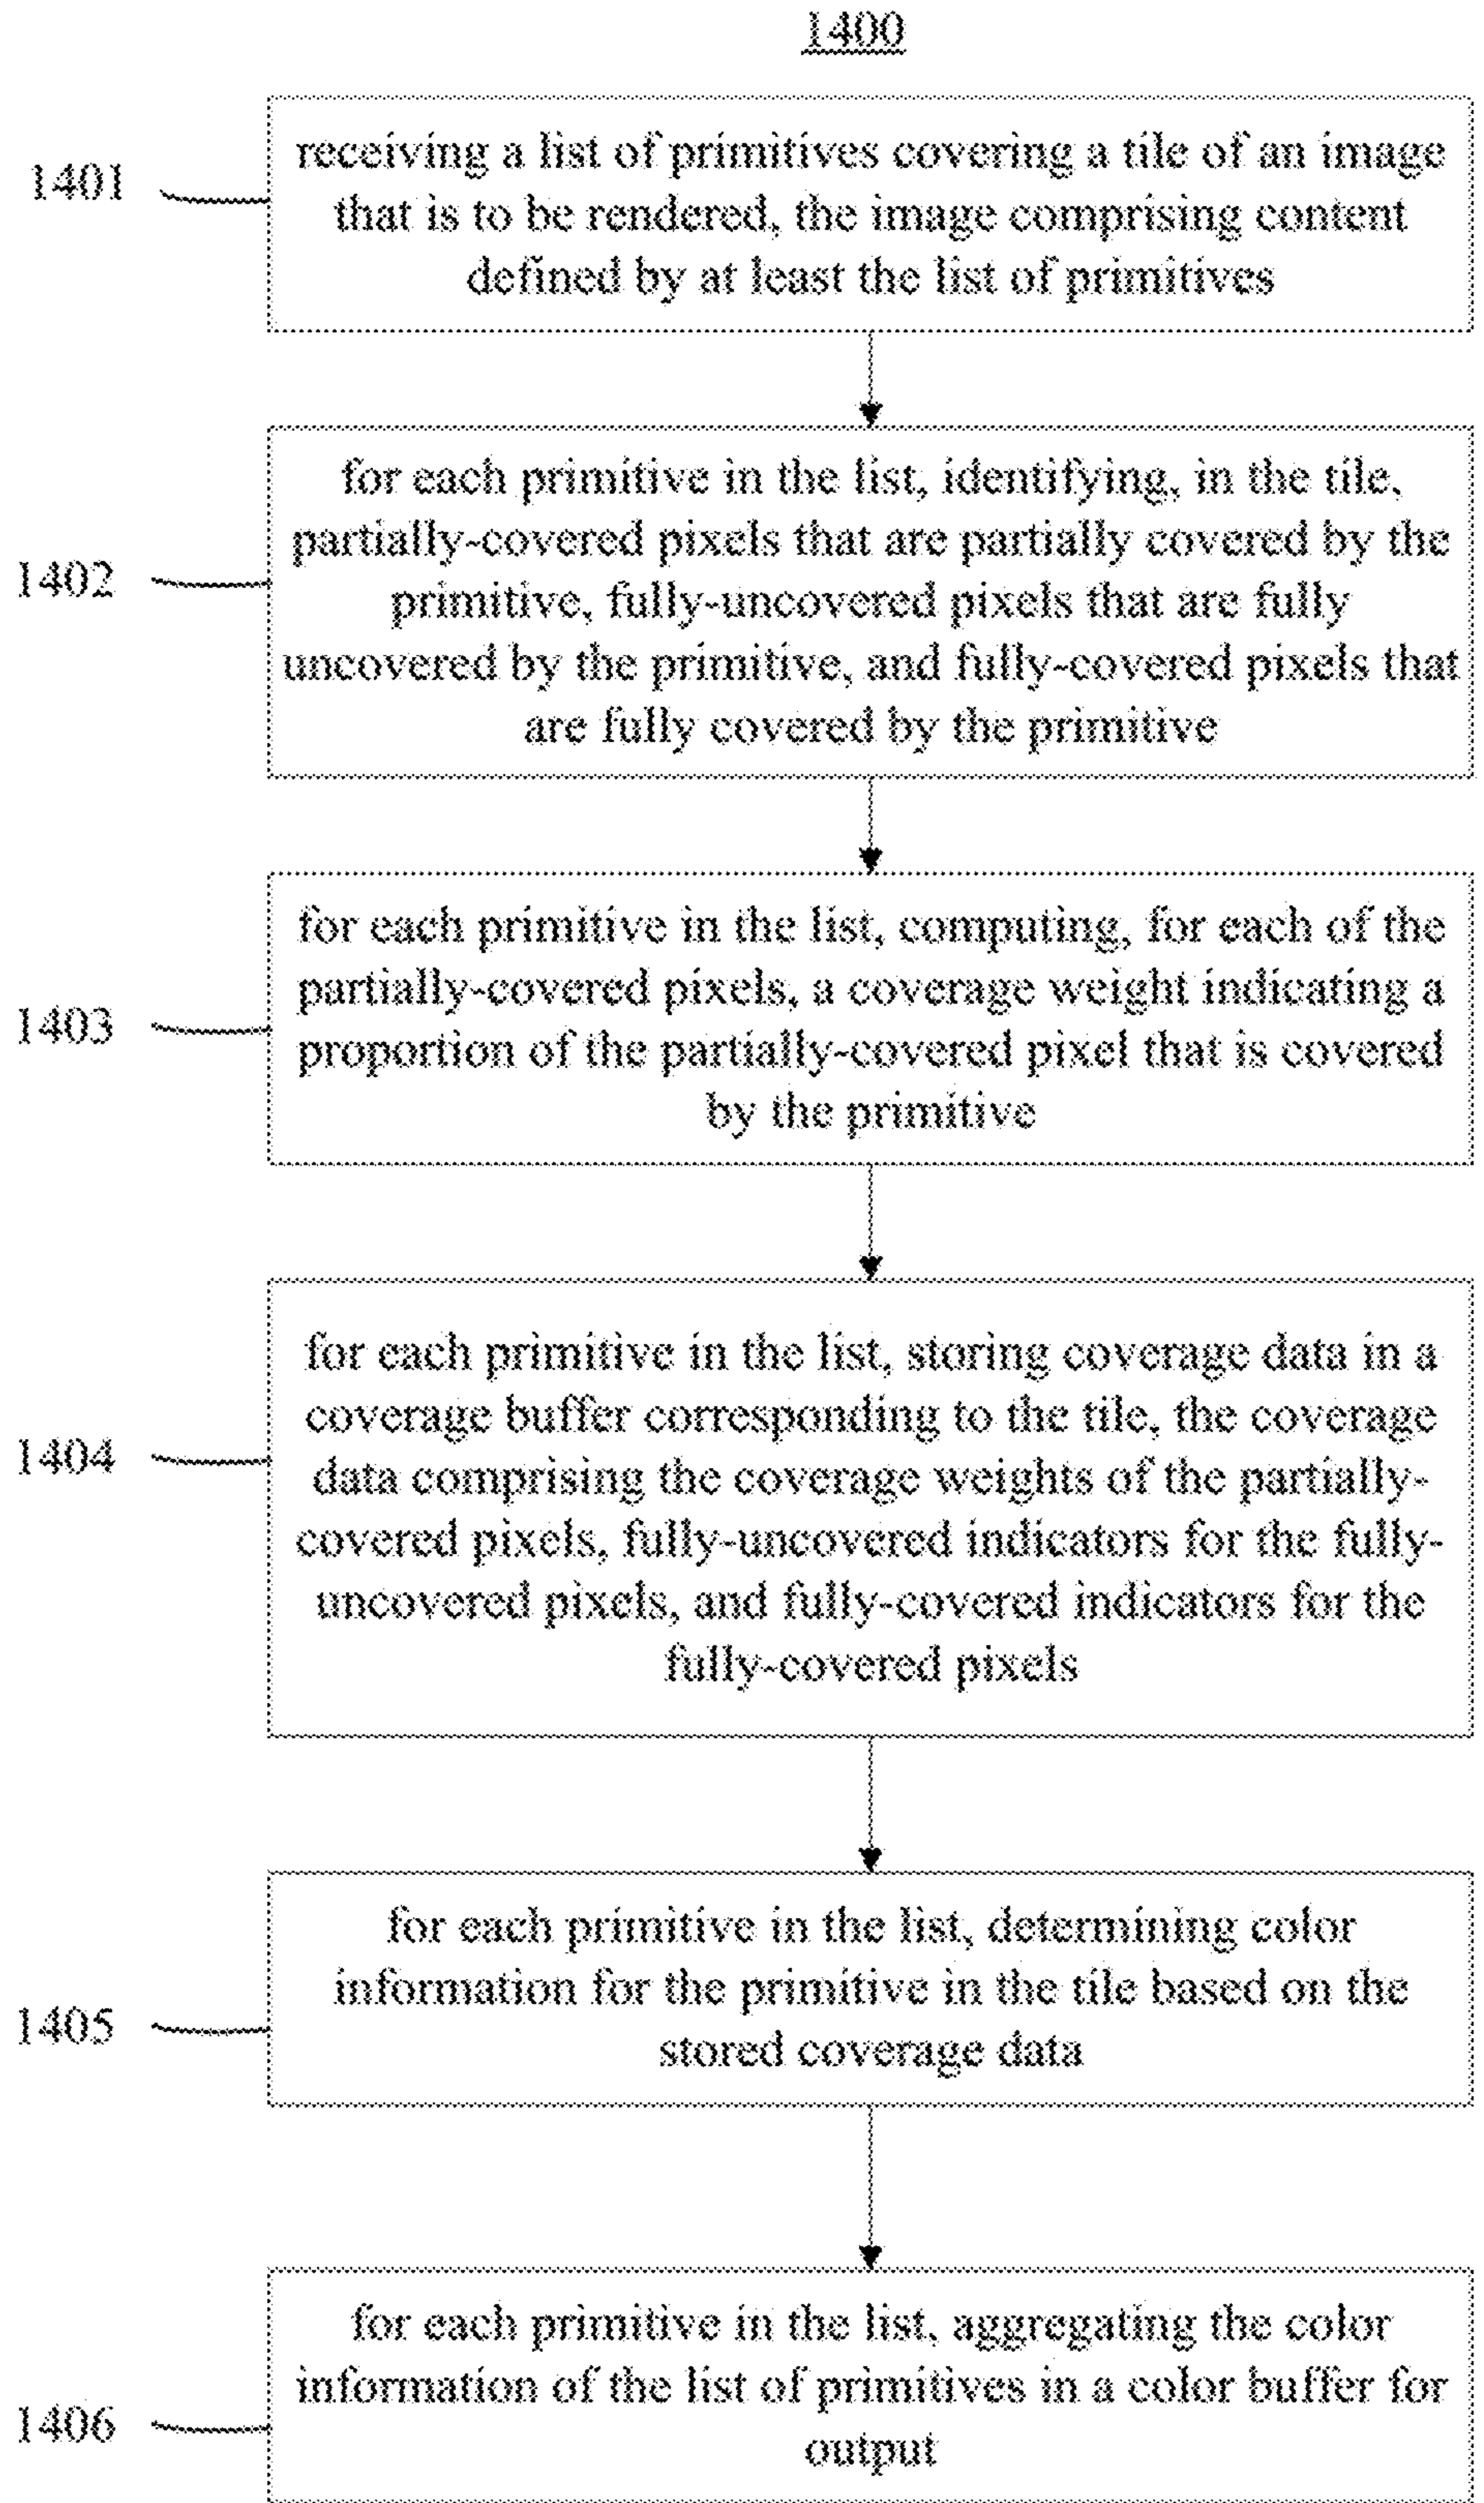 1400
1401
receiving a list of primitives covering a tile of an image
that is to be rendered, the image comprising content
defined by at least the list of primitives
1402
for each primitive in the list, identifying, in the tile,
partially-covered pixels that are partially covered by the
primitive, fully-uncovered pixels that are fully
uncovered by the primitive, and fully-covered pixels that
are fully covered by the primitive
1403
for each primitive in the list, computing, for each of the
partially-covered pixels, a coverage weight indicating a
proportion of the partially-covered pixel that is covered
by the primitive
1404
for each primitive in the list, storing coverage data in a
coverage buffer corresponding to the tile, the coverage
data comprising the coverage weights of the partially-
covered pixels, fully-uncovered indicators for the fully-
uncovered pixels, and fully-covered indicators for the
fully-covered pixels
1405
for each primitive in the list, determining color
information for the primitive in the tile based on the
stored coverage data
1406
for each primitive in the list, aggregating the color
information of the list of primitives in a color buffer for
output